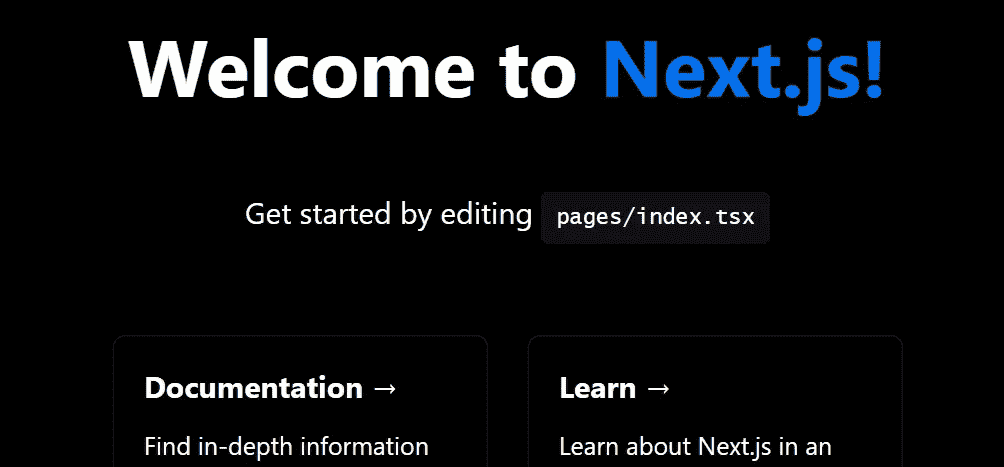 Welcome to Next.js!
Get started by editing pages/index.tsx
Documentation →
Learn →
Find in-depth information
Learn about Next.js in an